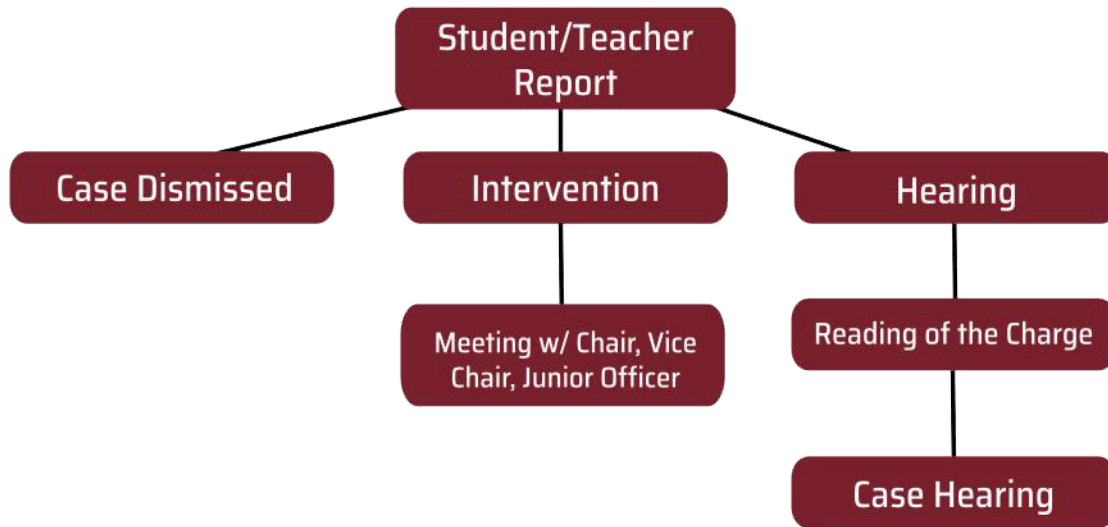 Student/Teacher
Report
Case Dismissed
Intervention
Hearing
Meeting w/ Chair, Vice
Chair, Junior Officer
Reading of the Charge
Case Hearing